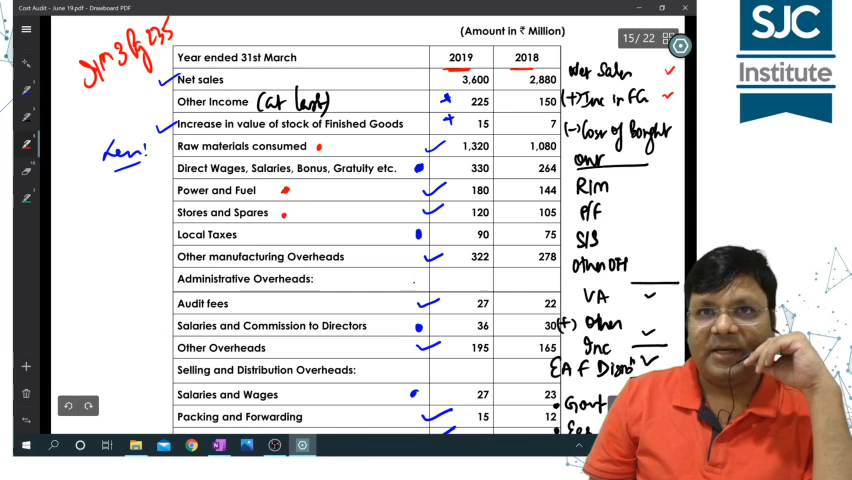 Cost Audit - June 19.pdf - Drawboard PDF
SJC
Institute
15 / 22
(Amount in ₹ Million)
Year ended 31st March 2019 2018
Net sales 3,600 2,880
Other Income (at last) + 225 150
Increase in value of stock of Finished Goods + 15 7
Raw materials consumed 1,320 1,080
Direct Wages, Salaries, Bonus, Gratuity etc. 330 264
Power and Fuel 180 144
Stores and Spares 120 105
Local Taxes 90 75
Other manufacturing Overheads 322 278
Administrative Overheads:
Audit fees 27 22
Salaries and Commission to Directors 36 30
Other Overheads 195 165
Selling and Distribution Overheads:
Salaries and Wages 27 23
Packing and Forwarding 15 12
Less:
Net Sales
(+) Inc in FG
(-) Cost of Bought
out
R/M
P/F
S/S
Other OH
VA
(+) Other
Inc
EA F Distbn
Govt